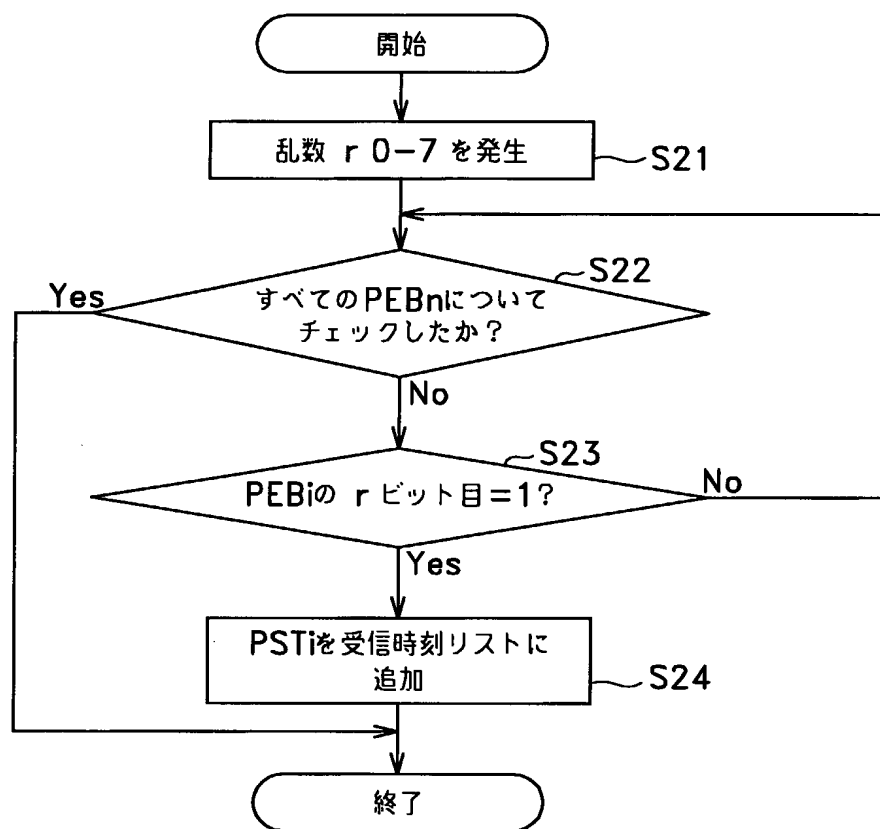 開始
乱数 r 0-7 を発生
S21
S22
Yes
すべてのPEBnについて
チェックしたか？
No
S23
No
PEBiの r ビット目=1?
Yes
PSTiを受信時刻リストに
追加
S24
終了